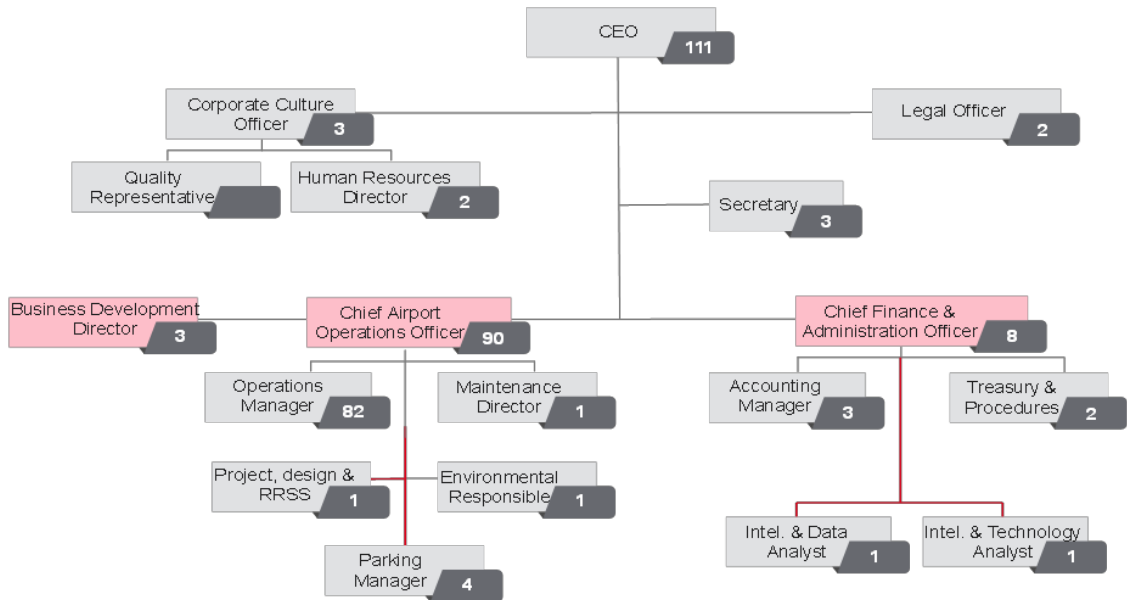 CEO
111
Corporate Culture
Officer
3
Legal Officer
2
Quality
Representative
Human Resources
Director
2
Secretary
3
Business Development
Director
3
Chief Airport
Operations Officer
90
Chief Finance &
Administration Officer
8
Operations
Manager
82
Maintenance
Director
1
Accounting
Manager
3
Treasury &
Procedures
2
Project, design &
RRSS
1
Environmental
Responsible
1
Intel. & Data
Analyst
1
Intel. & Technology
Analyst
1
Parking
Manager
4